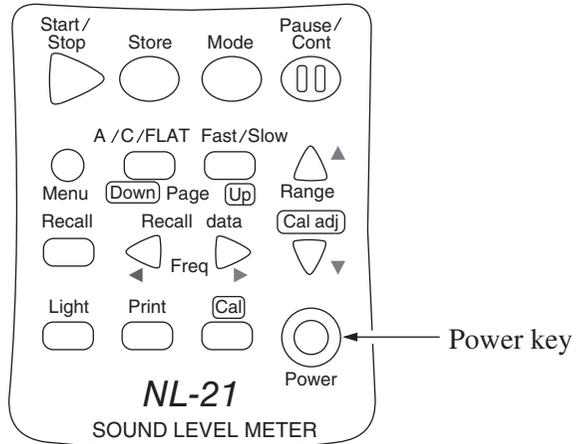 Start/
Stop
Store
Mode
Pause/
Cont
A /C/FLAT
Fast/Slow
Menu
Down
Page
Up
Range
Recall
Recall data
Cal adj
Freq
Light
Print
Cal
Power key
Power
NL-21
SOUND LEVEL METER